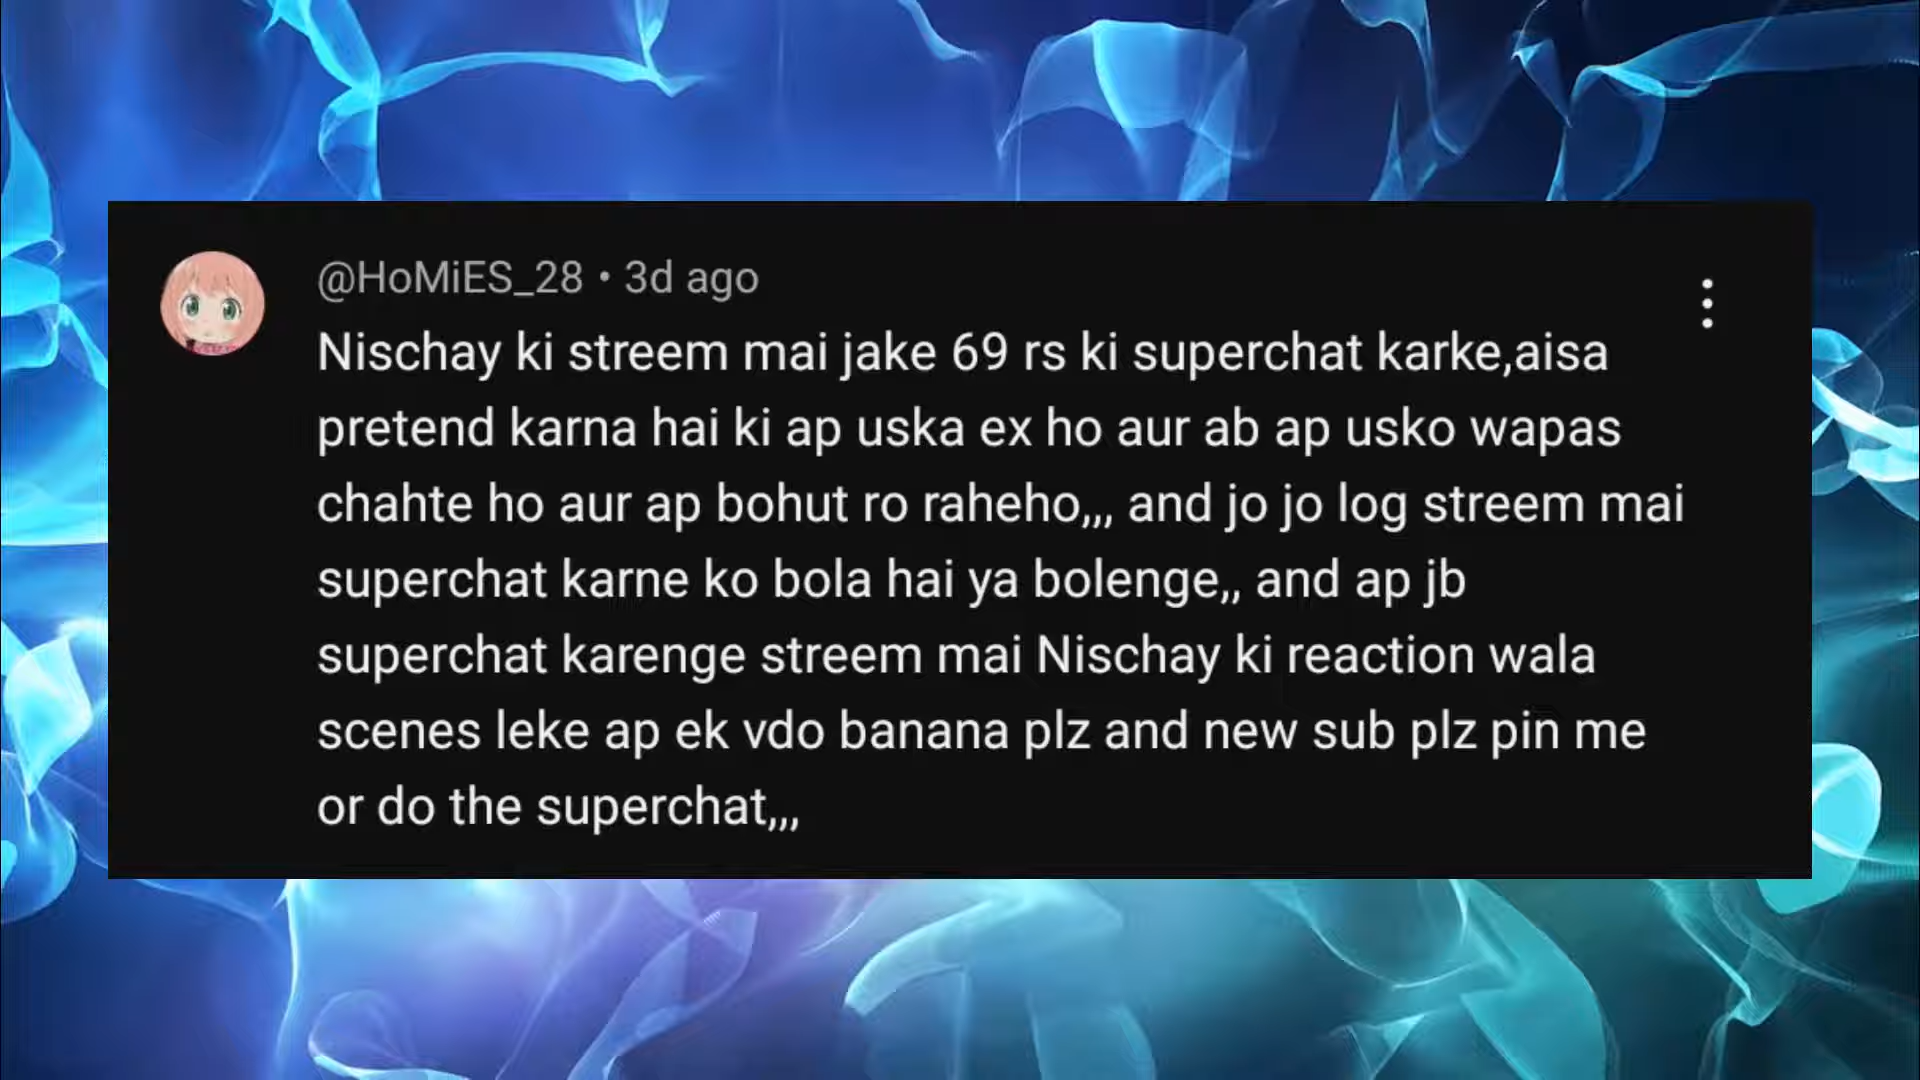 @HoMiES_28 • 3d ago
Nischay ki streem mai jake 69 rs ki superchat karke,aisa
pretend karna hai ki ap uska ex ho aur ab ap usko wapas
chahte ho aur ap bohut ro raheho,,, and jo jo log streem mai
superchat karne ko bola hai ya bolenge,, and ap jb
superchat karenge streem mai Nischay ki reaction wala
scenes leke ap ek vdo banana plz and new sub plz pin me
or do the superchat,,,